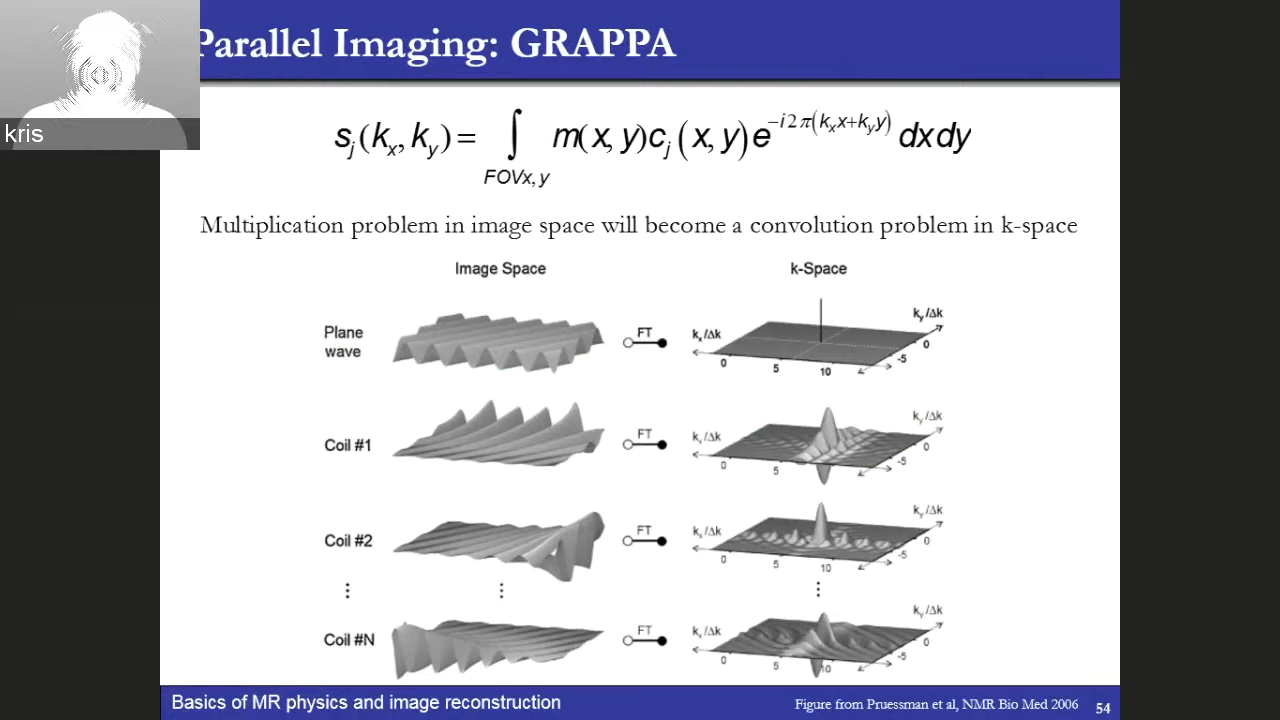 Parallel Imaging: GRAPPA
kris
s_j(k_x, k_y) = ∫_{FOVx, y} m(x, y)c_j(x, y)e^{-i2π(k_x x+k_y y)} dxdy
Multiplication problem in image space will become a convolution problem in k-space
Image Space k-Space
Plane wave FT k_x/Δk k_y/Δk 0 5 10 -5 0
Coil #1 FT k_x/Δk k_y/Δk 0 5 -5 0
Coil #2 FT k_x/Δk k_y/Δk 0 5 10 -5 0
⋮ ⋮ ⋮
Coil #N FT k_x/Δk k_y/Δk 0 5 10 -5 0
Basics of MR physics and image reconstruction Figure from Pruessman et al, NMR Bio Med 2006 54